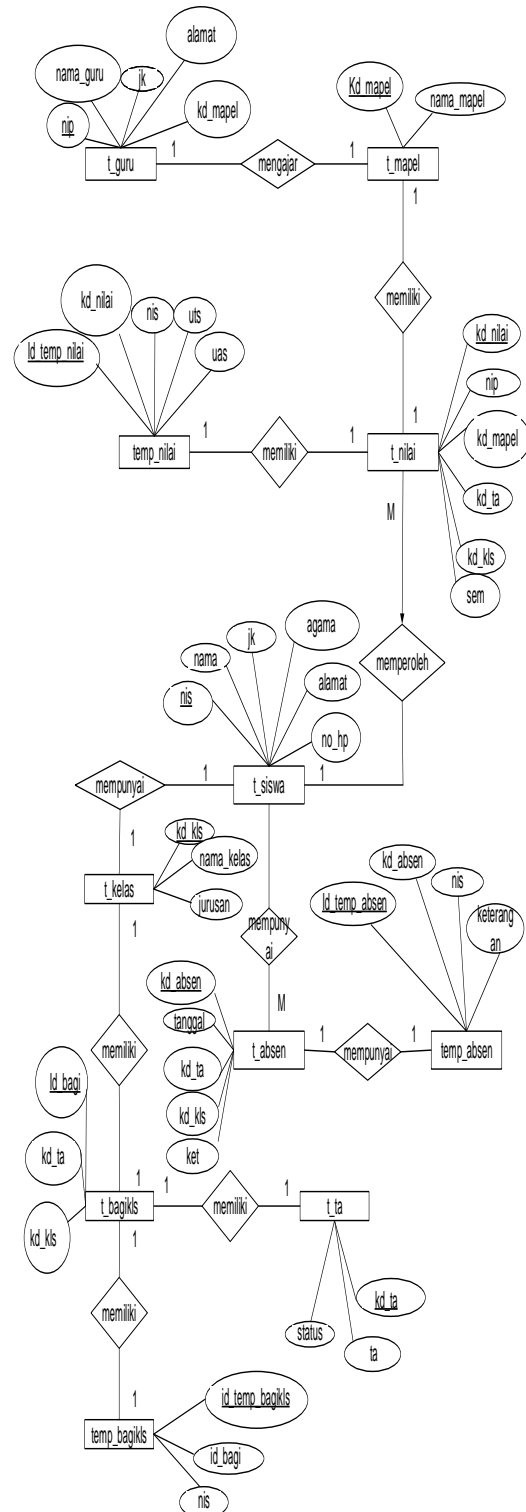 alamat
nama_guru
jk
nip
kd_mapel
Kd_mapel
nama_mapel
t_guru
1
mengajar
1
t_mapel
1
memiliki
kd_nilai
nis
uts
Id_temp_nilai
uas
kd_nilai
nip
kd_mapel
kd_ta
kd_kls
sem
temp_nilai
1
memiliki
1
1
t_nilai
M
memperoleh
agama
jk
nama
alamat
nis
no_hp
mempunyai
1
t_siswa
1
1
t_kelas
1
kd_kls
nama_kelas
jurusan
mempuny
ai
M
kd_absen
nis
Id_temp_absen
keterang
an
kd_absen
tanggal
kd_ta
kd_kls
ket
t_absen
1
mempunyai
1
temp_absen
memiliki
Id_bagi
kd_ta
kd_kls
1
t_bagikls
1
memiliki
1
t_ta
1
status
kd_ta
ta
memiliki
1
temp_bagikls
id_temp_bagikls
id_bagi
nis